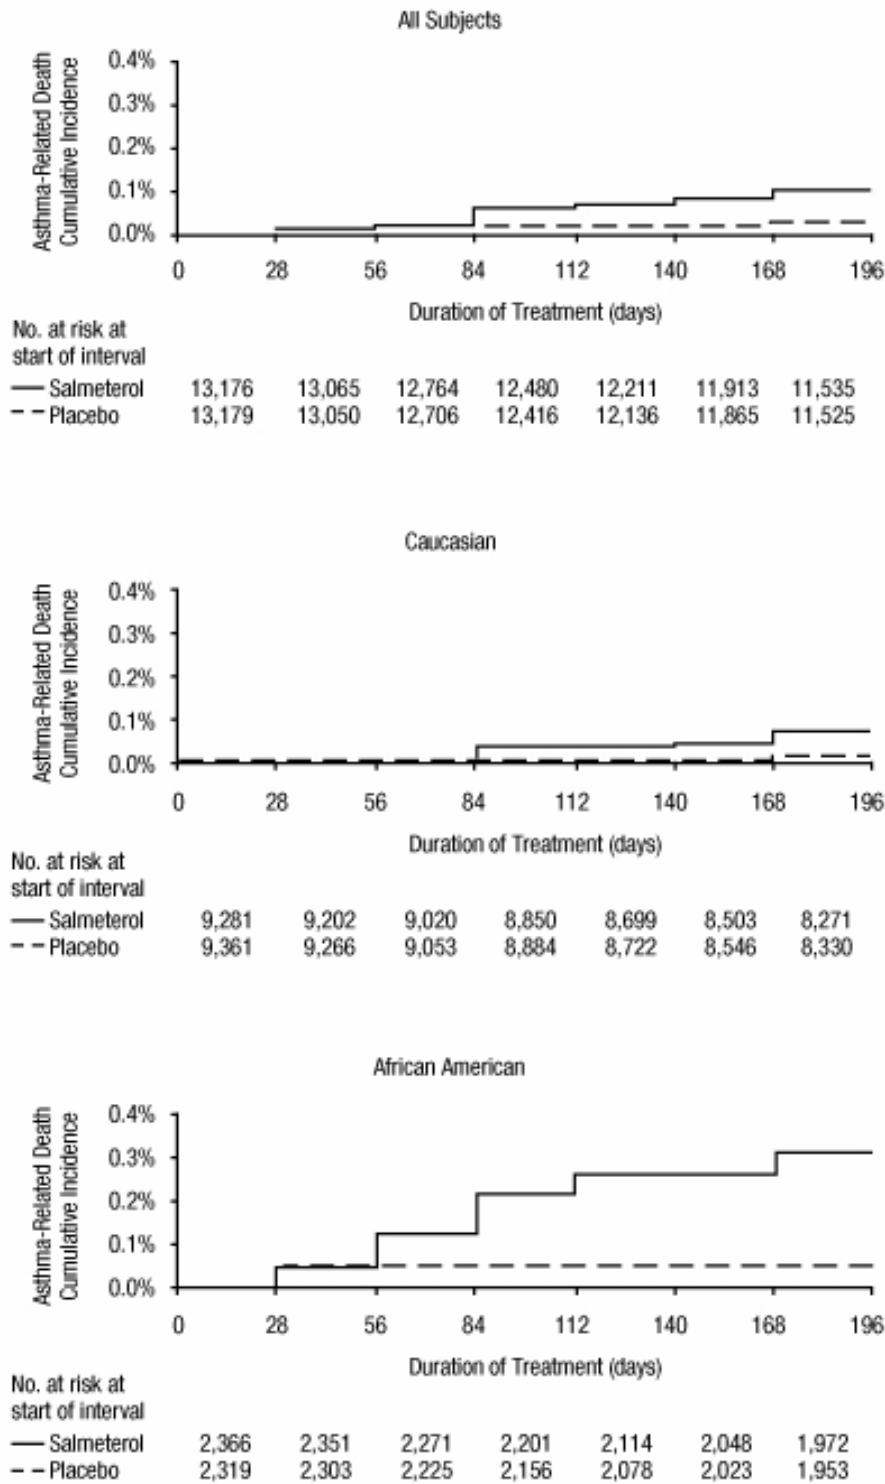 All Subjects
Asthma-Related Death
Cumulative Incidence
0.4%
0.3%
0.2%
0.1%
0.0%
0 28 56 84 112 140 168 196
Duration of Treatment (days)
No. at risk at
start of interval
Salmeterol 13,176 13,065 12,764 12,480 12,211 11,913 11,535
Placebo 13,179 13,050 12,706 12,416 12,136 11,865 11,525
Caucasian
Asthma-Related Death
Cumulative Incidence
0.4%
0.3%
0.2%
0.1%
0.0%
0 28 56 84 112 140 168 196
Duration of Treatment (days)
No. at risk at
start of interval
Salmeterol 9,281 9,202 9,020 8,850 8,699 8,503 8,271
Placebo 9,361 9,266 9,053 8,884 8,722 8,546 8,330
African American
Asthma-Related Death
Cumulative Incidence
0.4%
0.3%
0.2%
0.1%
0.0%
0 28 56 84 112 140 168 196
Duration of Treatment (days)
No. at risk at
start of interval
Salmeterol 2,366 2,351 2,271 2,201 2,114 2,048 1,972
Placebo 2,319 2,303 2,225 2,156 2,078 2,023 1,953